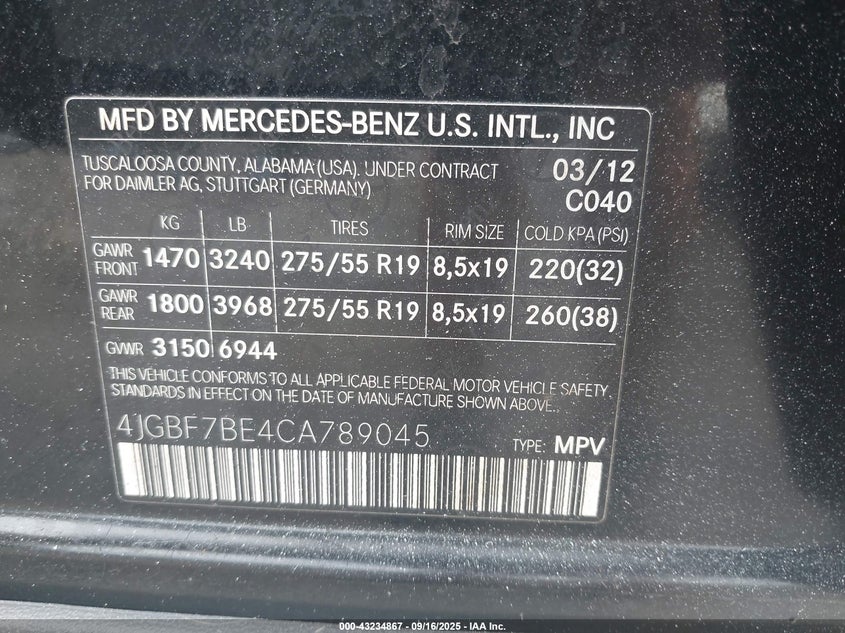 MFD BY MERCEDES-BENZ U.S. INTL., INC
TUSCALOOSA COUNTY, ALABAMA (USA). UNDER CONTRACT
FOR DAIMLER AG, STUTTGART (GERMANY)
03/12
C040
KG LB TIRES RIM SIZE COLD KPA (PSI)
GAWR FRONT 1470 3240 275/55 R19 8,5x19 220(32)
GAWR REAR 1800 3968 275/55 R19 8,5x19 260(38)
GVWR 3150 6944
THIS VEHICLE CONFORMS TO ALL APPLICABLE FEDERAL MOTOR VEHICLE SAFETY
STANDARDS IN EFFECT ON THE DATE OF MANUFACTURE SHOWN ABOVE.
4JGBF7BE4CA789045 TYPE: MPV
000-43234867 - 09/16/2025 - IAA Inc.